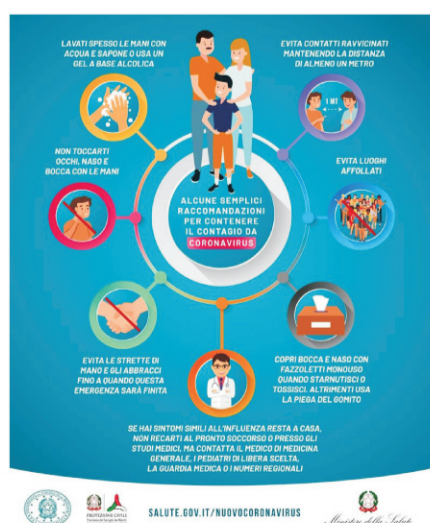 LAVATI SPESSO LE MANI CON
ACQUA E SAPONE O USA UN
GEL A BASE ALCOLICA
EVITA CONTATTI RAVVICINATI
MANTENENDO LA DISTANZA
DI ALMENO UN METRO
1 MT
NON TOCCARTI
OCCHI, NASO E
BOCCA CON LE MANI
EVITA LUOGHI
AFFOLLATI
ALCUNE SEMPLICI
RACCOMANDAZIONI
PER CONTENERE
IL CONTAGIO DA
CORONAVIRUS
EVITA LE STRETTE DI
MANO E GLI ABBRACCI
FINO A QUANDO QUESTA
EMERGENZA SARÀ FINITA
COPRI BOCCA E NASO CON
FAZZOLETTI MONOUSO
QUANDO STARNUTISCI O
TOSSISCI. ALTRIMENTI USA
LA PIEGA DEL GOMITO
SE HAI SINTOMI SIMILI ALL'INFLUENZA RESTA A CASA,
NON RECARTI AL PRONTO SOCCORSO O PRESSO GLI
STUDI MEDICI, MA CONTATTA IL MEDICO DI MEDICINA
GENERALE, I PEDIATRI DI LIBERA SCELTA,
LA GUARDIA MEDICA O I NUMERI REGIONALI
PROTEZIONE CIVILE
SALUTE.GOV.IT/NUOVOCORONAVIRUS
Ministero della Salute